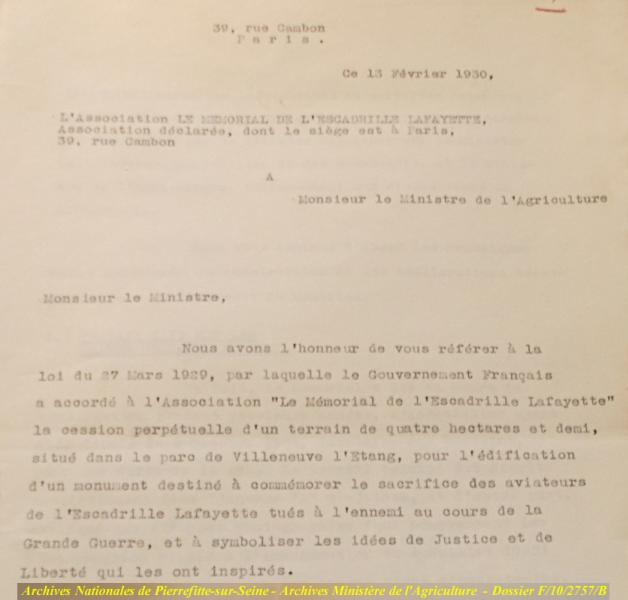 39, rue Cambon
Paris.
Ce 13 Février 1930,
L'Association LE MEMORIAL DE L'ESCADRILLE LAFAYETTE,
Association déclarée, dont le siège est à Paris,
39, rue Cambon
A
Monsieur le Ministre de l'Agriculture
Monsieur le Ministre,
Nous avons l'honneur de vous référer à la
loi du 27 Mars 1929, par laquelle le Gouvernement Français
a accordé à l'Association "Le Mémorial de l'Escadrille Lafayette"
la cession perpétuelle d'un terrain de quatre hectares et demi,
situé dans le parc de Villeneuve l'Etang, pour l'édification
d'un monument destiné à commémorer le sacrifice des aviateurs
de l'Escadrille Lafayette tués à l'ennemi au cours de la
Grande Guerre, et à symboliser les idées de Justice et de
Liberté qui les ont inspirés.
Archives Nationales de Pierrefitte-sur-Seine - Archives Ministère de l'Agriculture - Dossier F/10/2757/B